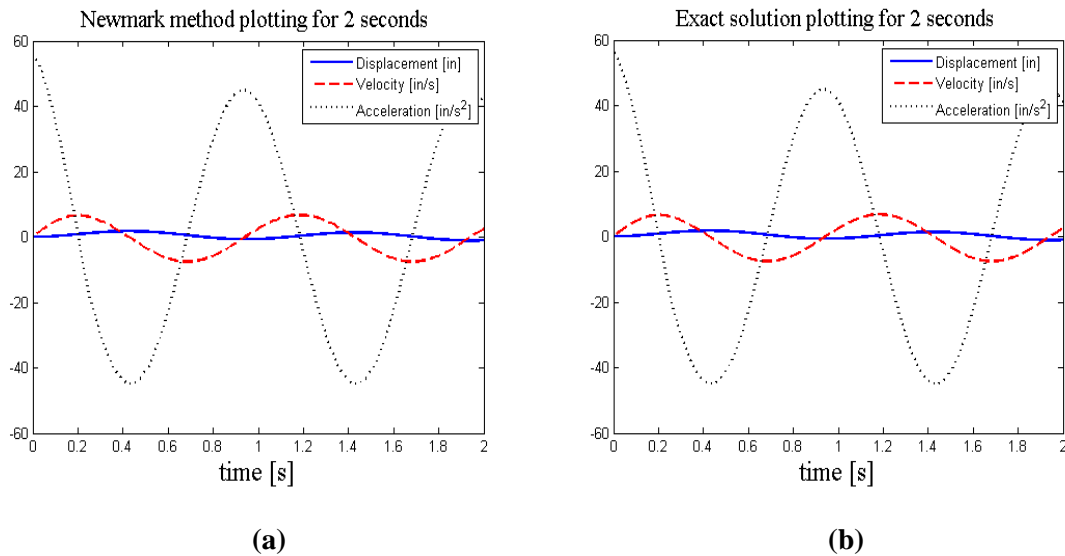 Newmark method plotting for 2 seconds
60
40
20
0
-20
-40
-60
0 0.2 0.4 0.6 0.8 1 1.2 1.4 1.6 1.8 2
time [s]
Displacement [in]
Velocity [in/s]
Acceleration [in/s²]
(a)
Exact solution plotting for 2 seconds
60
40
20
0
-20
-40
-60
0 0.2 0.4 0.6 0.8 1 1.2 1.4 1.6 1.8 2
time [s]
Displacement [in]
Velocity [in/s]
Acceleration [in/s²]
(b)